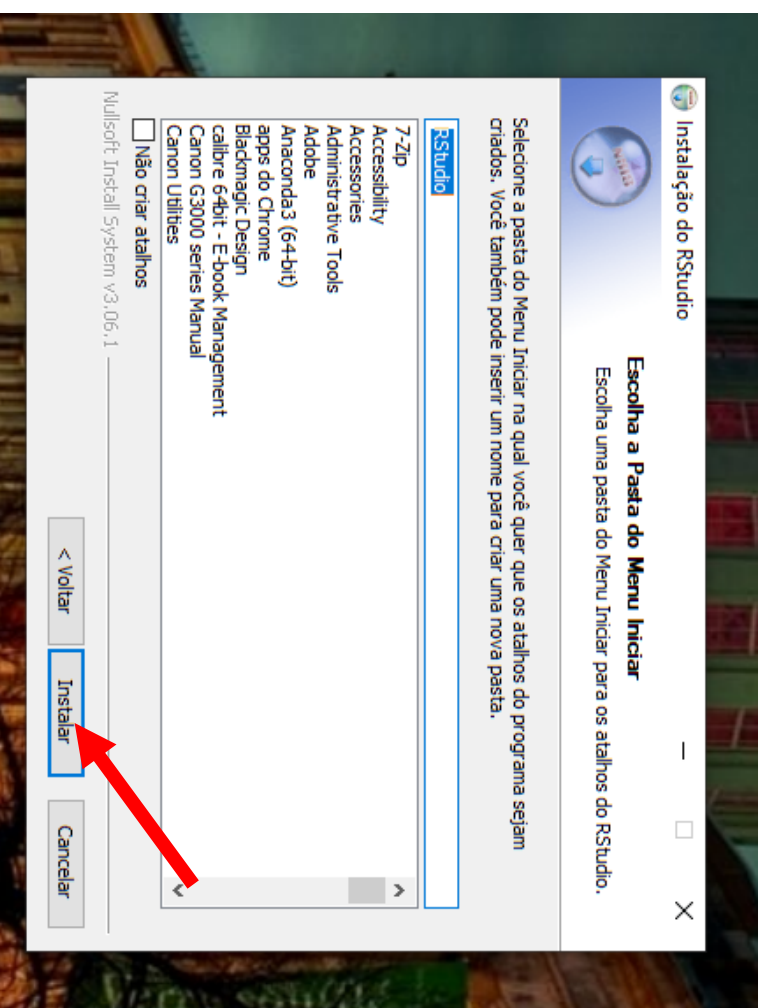 Instalação do RStudio
Escolha a Pasta do Menu Iniciar
Escolha uma pasta do Menu Iniciar para os atalhos do RStudio.
Selecione a pasta do Menu Iniciar na qual você quer que os atalhos do programa sejam
criados. Você também pode inserir um nome para criar uma nova pasta.
RStudio
7-Zip
Accessibility
Accessories
Administrative Tools
Adobe
Anaconda3 (64-bit)
apps do Chrome
Blackmagic Design
calibre 64bit - E-book Management
Canon G3000 series Manual
Canon Utilities
Não criar atalhos
Nullsoft Install System v3.06.1
< Voltar
Instalar
Cancelar